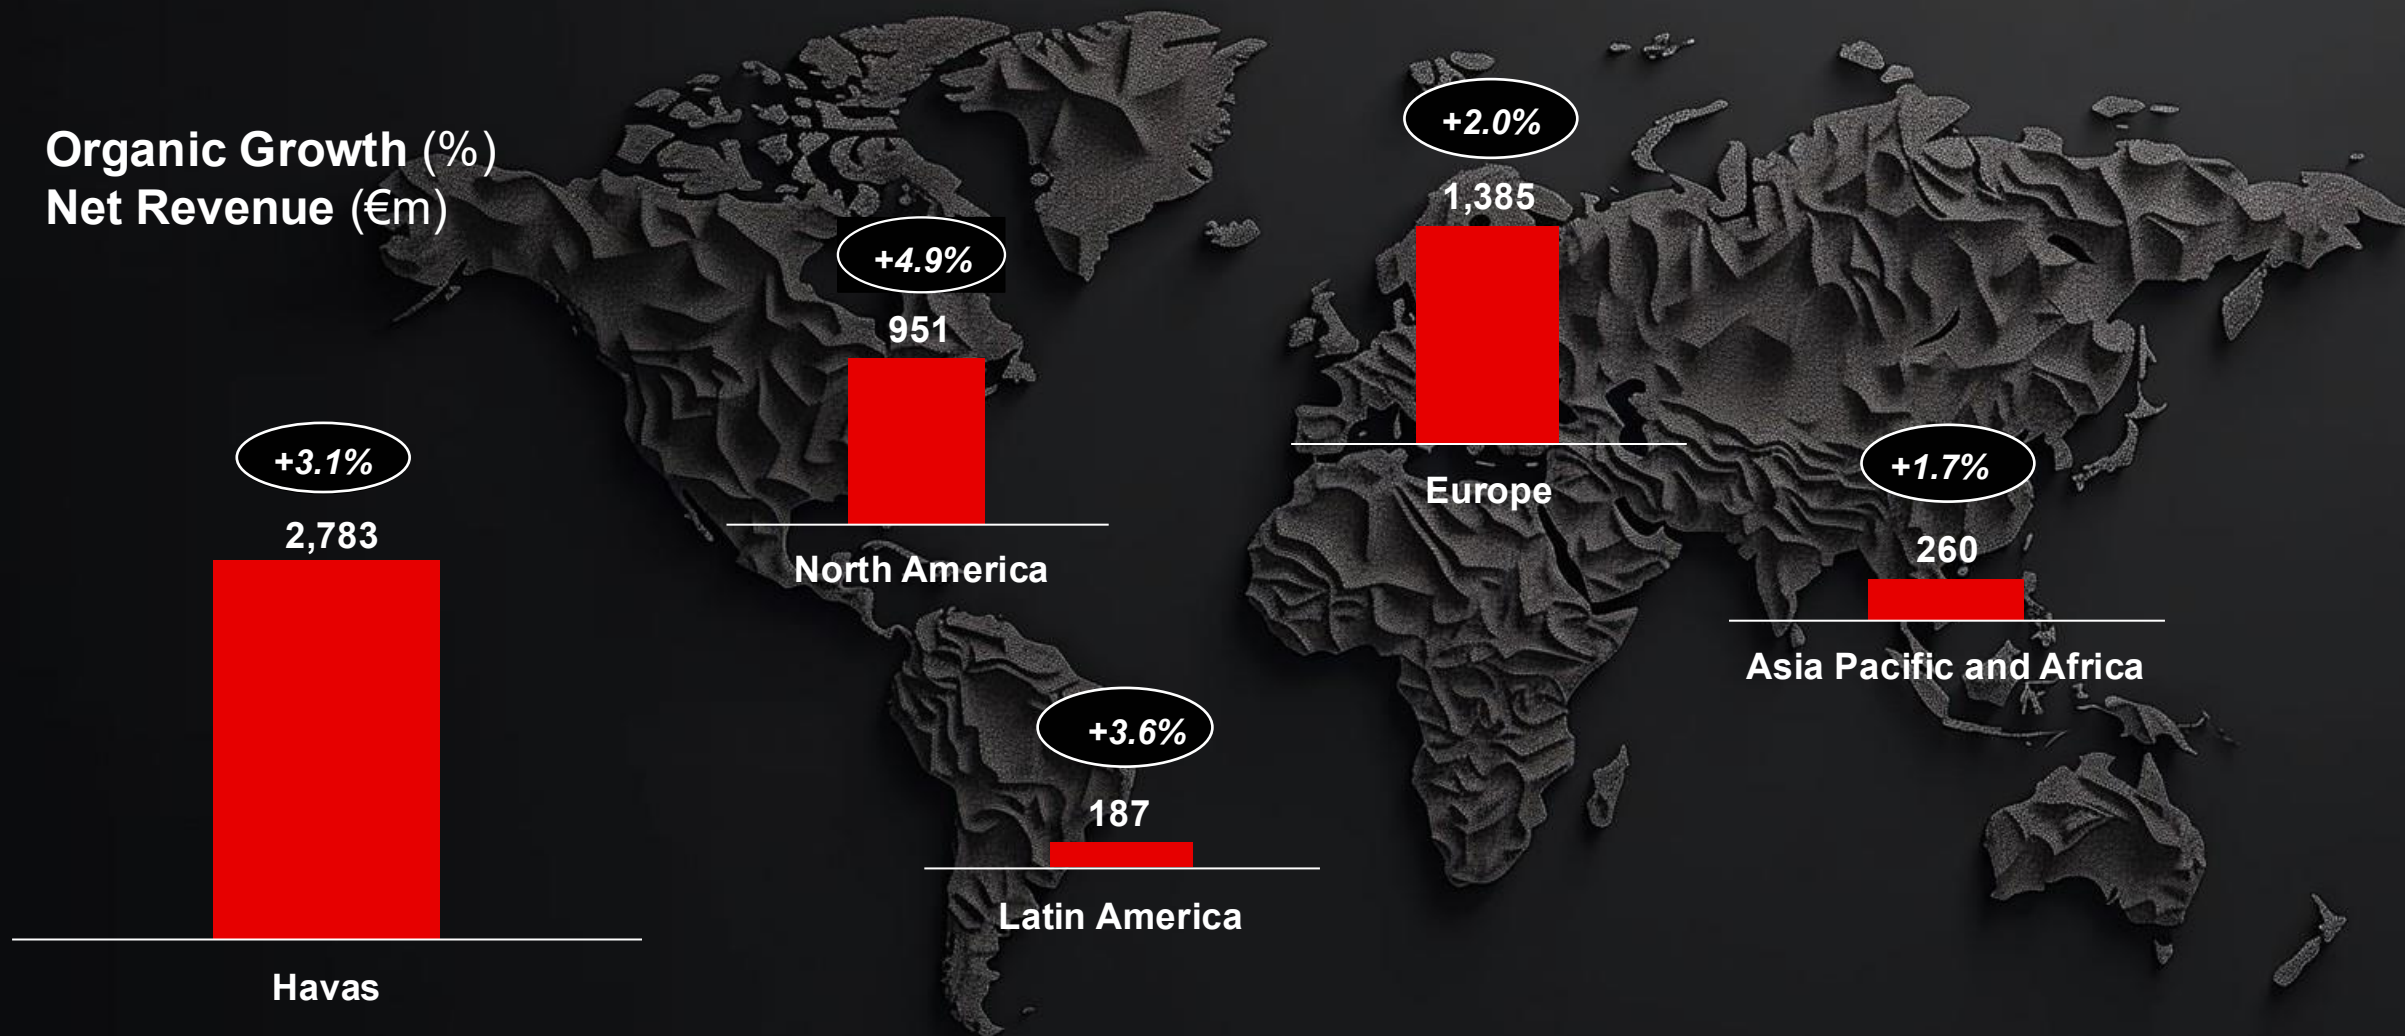 Organic Growth (%)
Net Revenue (€m)
+3.1%
2,783
Havas
+4.9%
951
North America
+3.6%
187
Latin America
+2.0%
1,385
Europe
+1.7%
260
Asia Pacific and Africa